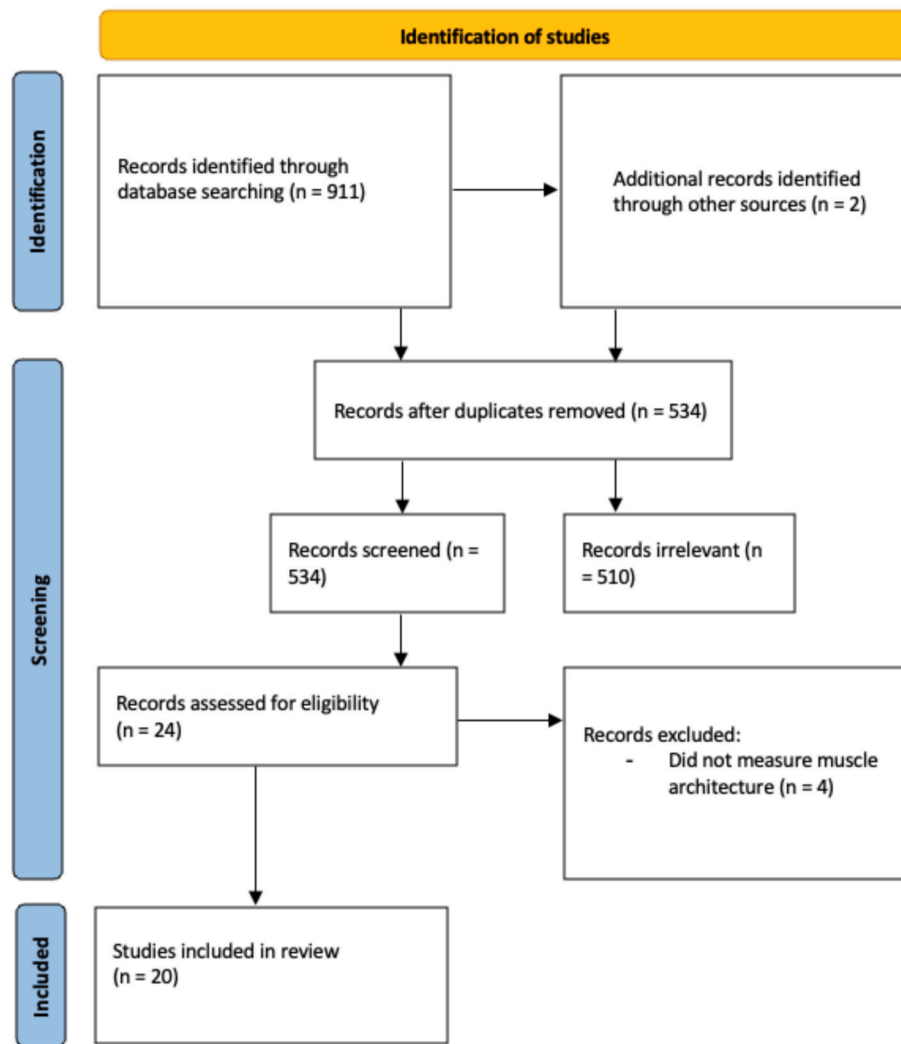 Identification of studies
Identification
Records identified through
database searching (n = 911)
Additional records identified
through other sources (n = 2)
Screening
Records after duplicates removed (n = 534)
Records screened (n =
534)
Records irrelevant (n
= 510)
Records assessed for eligibility
(n = 24)
Records excluded:
- Did not measure muscle
architecture (n = 4)
Included
Studies included in review
(n = 20)